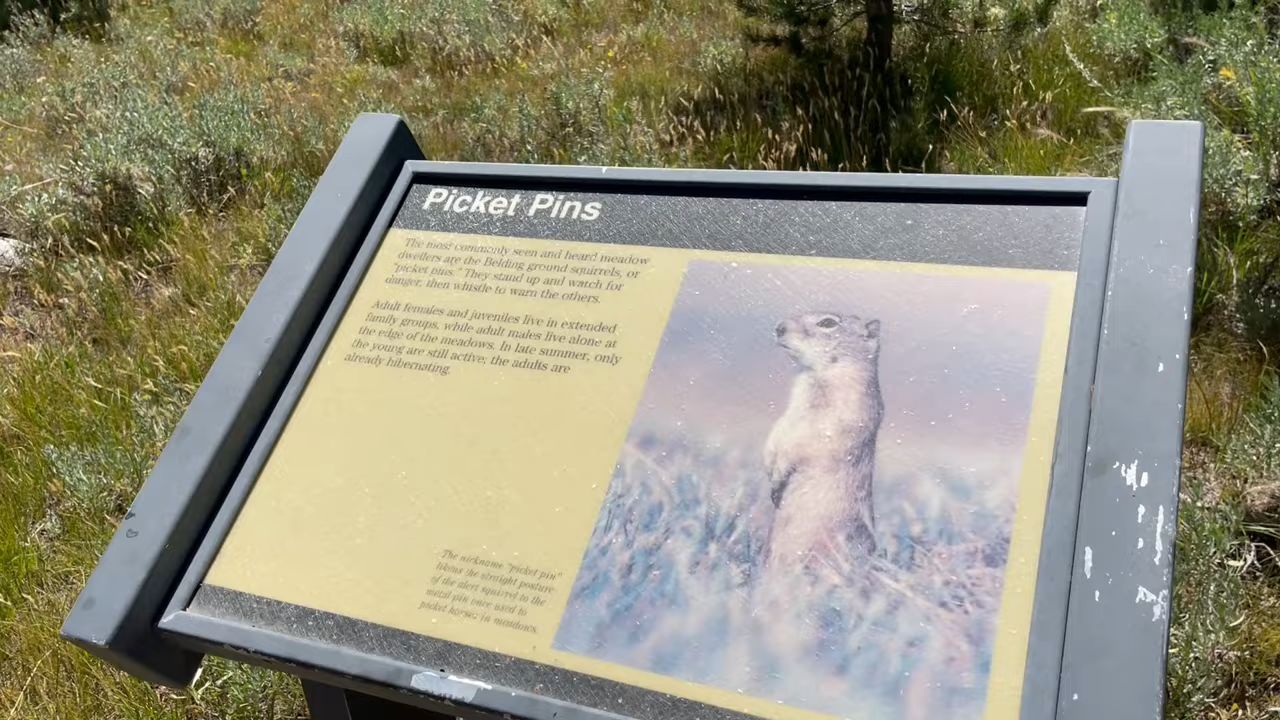 Picket Pins
The most commonly seen and heard meadow
dwellers are the Belding ground squirrels, or
"picket pins." They stand up and watch for
danger, then whistle to warn the others.
Adult females and juveniles live in extended
family groups, while adult males live alone at
the edge of the meadows. In late summer, only
the young are still active; the adults are
already hibernating.
The nickname "picket pin"
likens the straight posture
of the alert squirrel to the
metal pin once used to
picket horses in meadows.